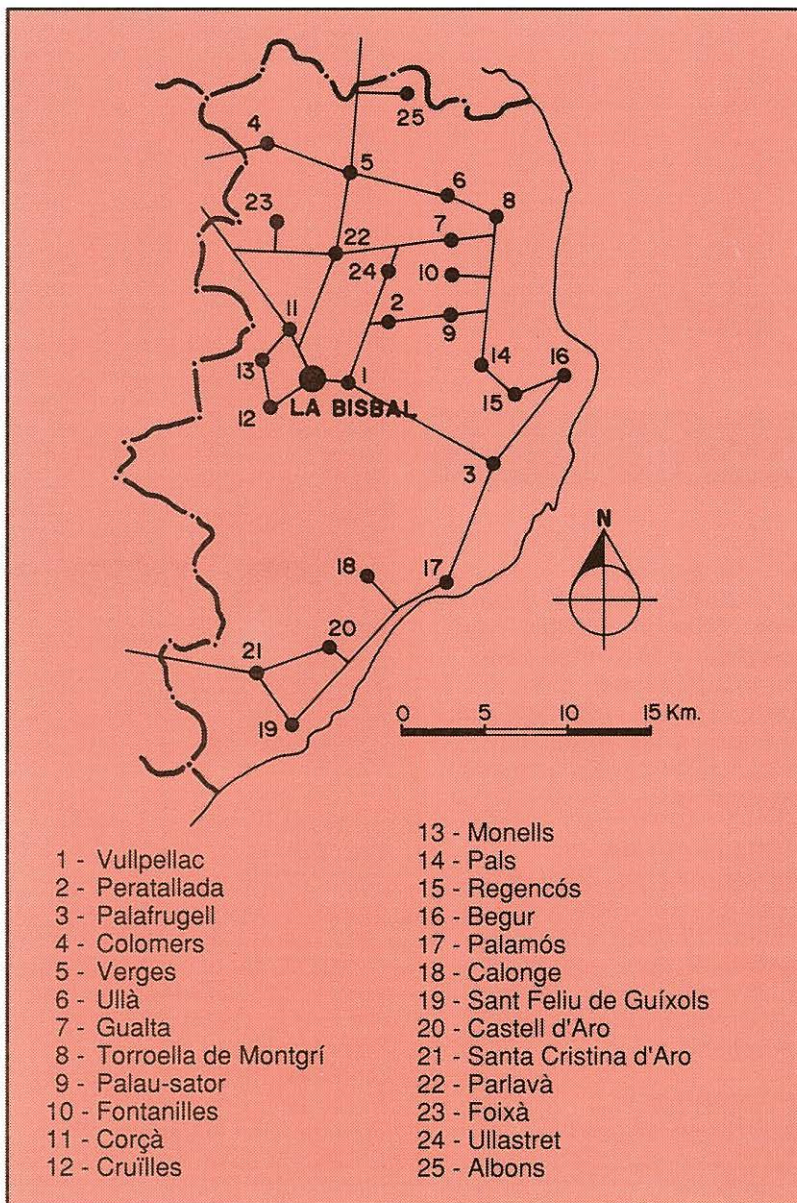 25
4
5
6
8
23
7
22
24
10
2
11
9
14
16
13
15
1
12
LA BISBAL
3
N
18
17
20
21
19
0 5 10 15 Km.
1 - Vullpellac
2 - Peratallada
3 - Palafrugell
4 - Colomers
5 - Verges
6 - Ullà
7 - Gualta
8 - Torroella de Montgrí
9 - Palau-sator
10 - Fontanilles
11 - Corçà
12 - Cruïlles
13 - Monells
14 - Pals
15 - Regencós
16 - Begur
17 - Palamós
18 - Calonge
19 - Sant Feliu de Guíxols
20 - Castell d'Aro
21 - Santa Cristina d'Aro
22 - Parlavà
23 - Foixà
24 - Ullastret
25 - Albons